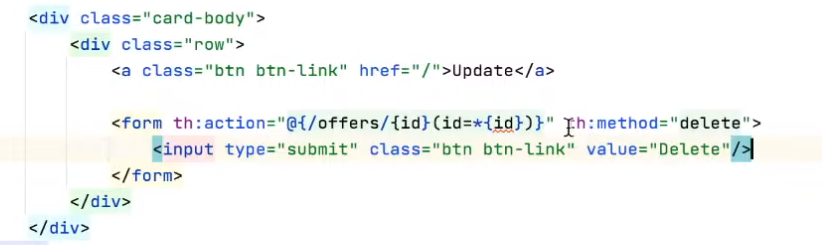 <div class="card-body">
<div class="row">
<a class="btn btn-link" href="/">Update</a>
<form th:action="@{/offers/{id}(id=*{id})}" th:method="delete">
<input type="submit" class="btn btn-link" value="Delete"/>
</form>
</div>
</div>